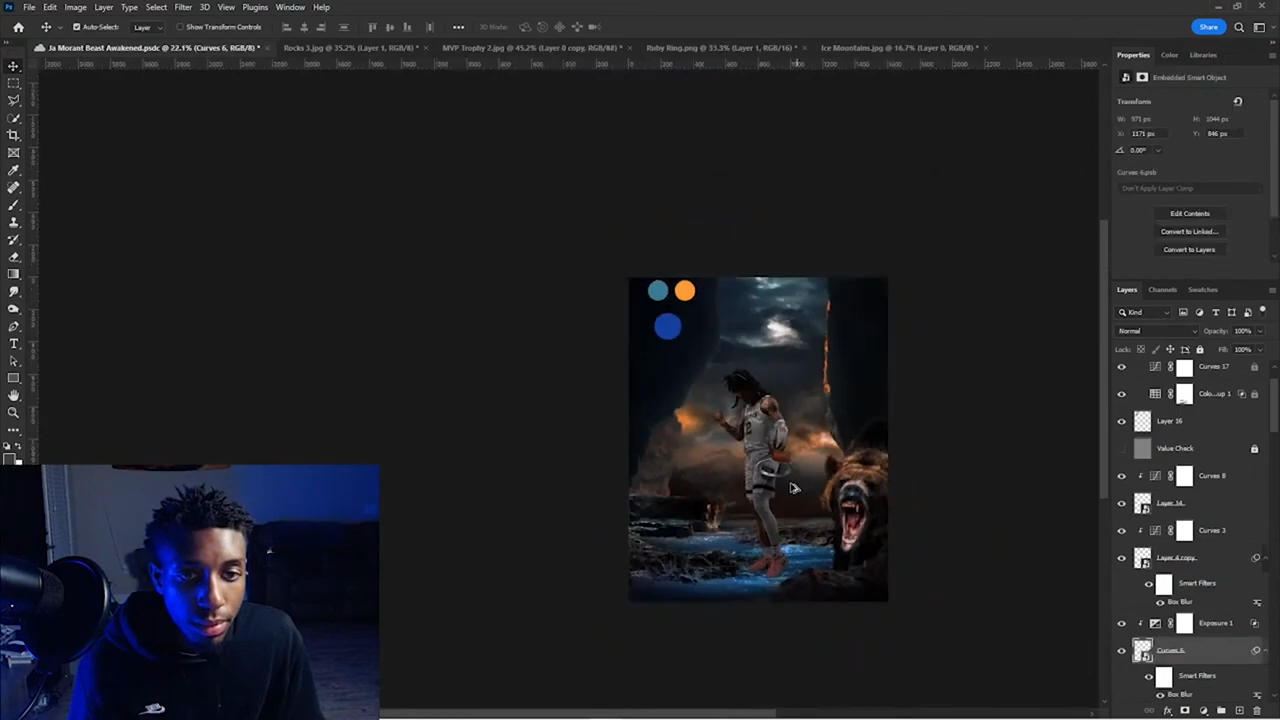 Ps File Edit Image Layer Type Select Filter 3D View Plugins Window Help
Auto-Select: Layer Show Transform Controls 3D Mode: Share
Ja Morant Beast Awakened.psdc @ 22.1% (Curves 6, RGB/8) * × Rocks 3.jpg @ 35.2% (Layer 1, RGB/8) * × MVP Trophy 2.jpg @ 45.2% (Layer 0 copy, RGB/8#) * × Ruby Ring.png @ 33.3% (Layer 1, RGB/16) * × Ice Mountains.jpg @ 16.7% (Layer 0, RGB/8) * ×
Properties Color Libraries
Embedded Smart Object
Transform
W: 971 px H: 1044 px
X: 1171 px Y: 846 px
0.00°
Curves 6.psb
Don't Apply Layer Comp
Edit Contents
Convert to Linked...
Convert to Layers
Layers Channels Swatches
Kind
Normal Opacity: 100%
Lock: Fill: 100%
Curves 17
Colo...up 1
Layer 16
Value Check
Curves 8
Layer 14
Curves 3
Layer 4 copy
Smart Filters
Box Blur
Exposure 1
Curves 6
Smart Filters
Box Blur
fx